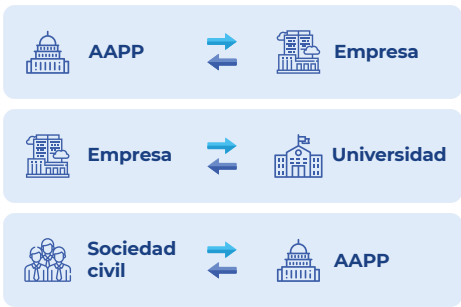 AAPP
Empresa
Empresa
Universidad
Sociedad
civil
AAPP